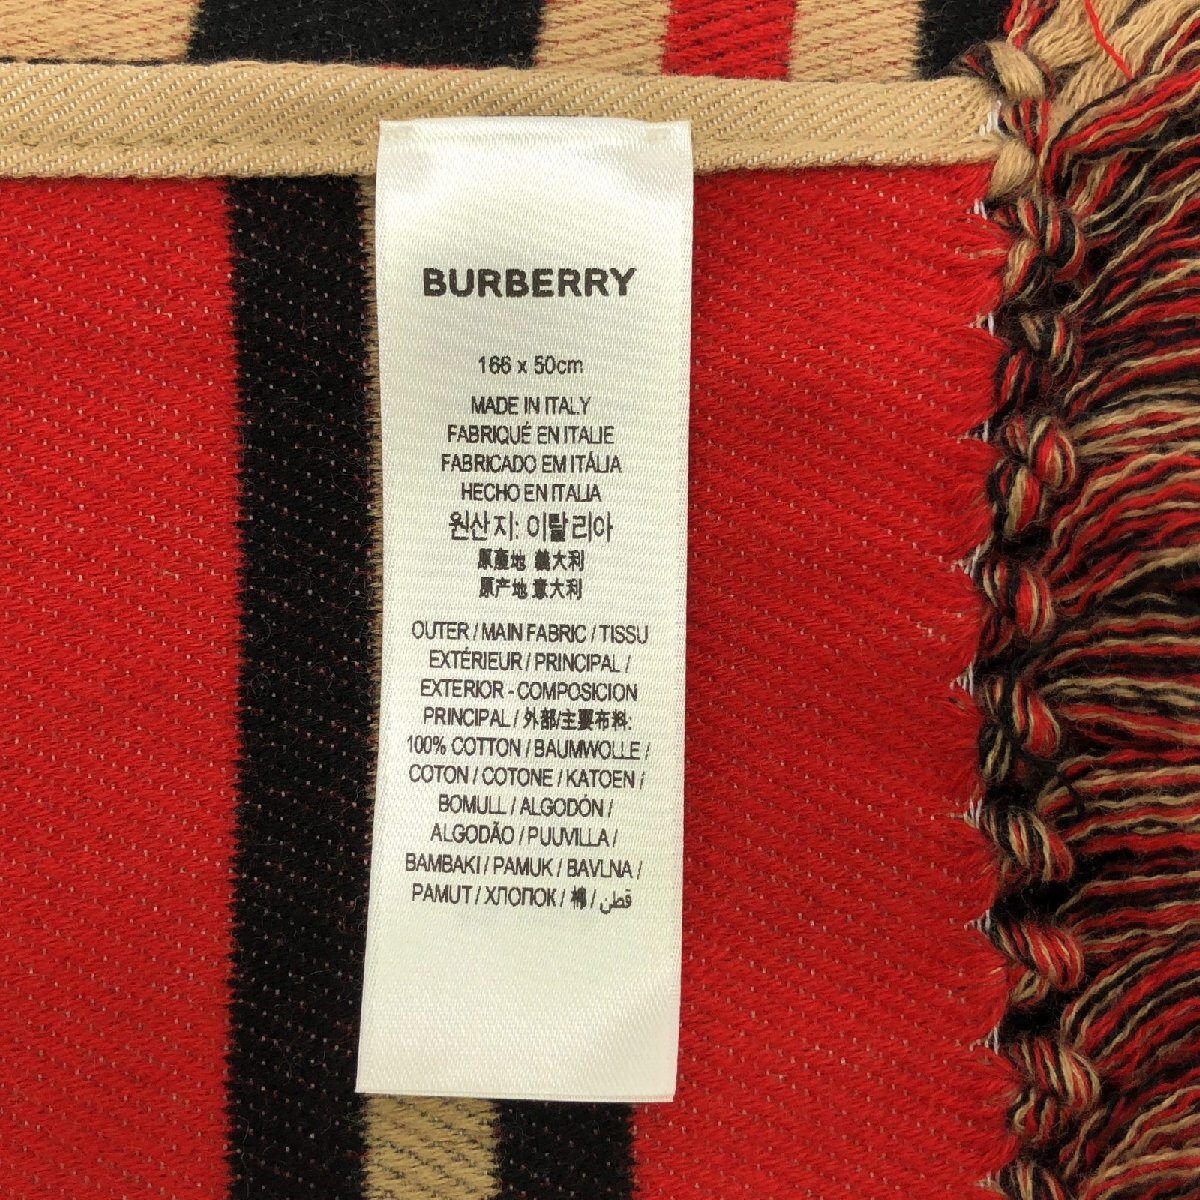 BURBERRY
166 x 50cm
MADE IN ITALY
FABRIQUÉ EN ITALIE
FABRICADO EM ITÁLIA
HECHO EN ITALIA
원산지: 이탈리아
原產地 義大利
原产地 意大利
OUTER / MAIN FABRIC / TISSU
EXTÉRIEUR / PRINCIPAL /
EXTERIOR - COMPOSICION
PRINCIPAL / 外部/主要布料:
100% COTTON / BAUMWOLLE /
COTON / COTONE / KATOEN /
BOMULL / ALGODÓN /
ALGODÃO / PUUVILLA /
BAMBAKI / PAMUK / BAVLNA /
PAMUT / ХЛОПОК / 棉 / قطن